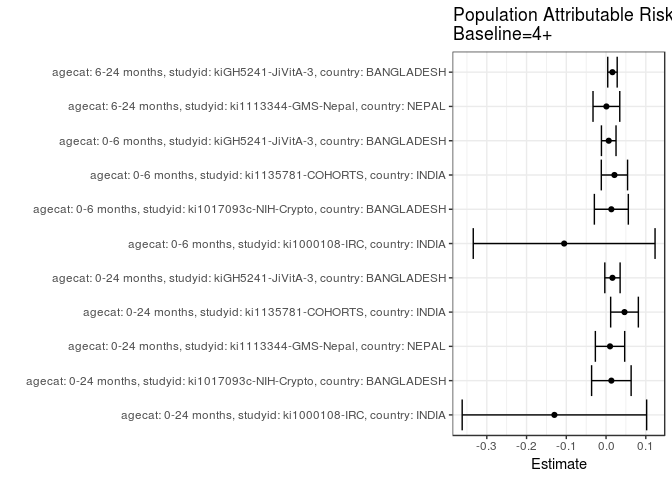 Population Attributable Risk
Baseline=4+
agecat: 6-24 months, studyid: kiGH5241-JiVitA-3, country: BANGLADESH
agecat: 6-24 months, studyid: ki1113344-GMS-Nepal, country: NEPAL
agecat: 0-6 months, studyid: kiGH5241-JiVitA-3, country: BANGLADESH
agecat: 0-6 months, studyid: ki1135781-COHORTS, country: INDIA
agecat: 0-6 months, studyid: ki1017093c-NIH-Crypto, country: BANGLADESH
agecat: 0-6 months, studyid: ki1000108-IRC, country: INDIA
agecat: 0-24 months, studyid: kiGH5241-JiVitA-3, country: BANGLADESH
agecat: 0-24 months, studyid: ki1135781-COHORTS, country: INDIA
agecat: 0-24 months, studyid: ki1113344-GMS-Nepal, country: NEPAL
agecat: 0-24 months, studyid: ki1017093c-NIH-Crypto, country: BANGLADESH
agecat: 0-24 months, studyid: ki1000108-IRC, country: INDIA
-0.3 -0.2 -0.1 0.0 0.1
Estimate